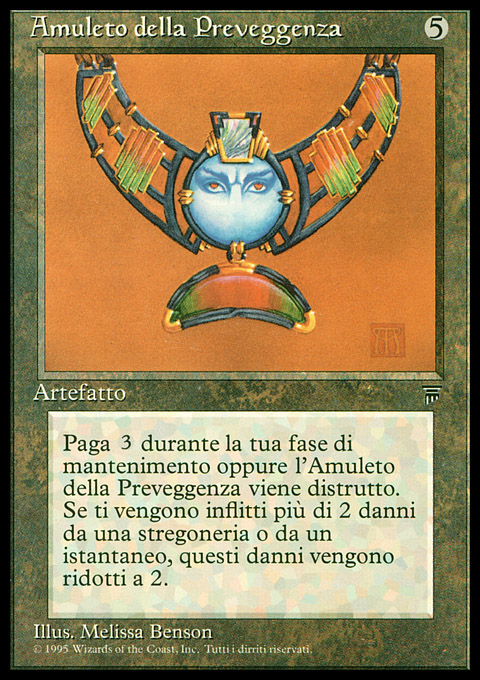 Amuleto della Preveggenza
5
Artefatto
Paga 3 durante la tua fase di
mantenimento oppure l'Amuleto
della Preveggenza viene distrutto.
Se ti vengono inflitti più di 2 danni
da una stregoneria o da un
istantaneo, questi danni vengono
ridotti a 2.
Illus. Melissa Benson
© 1995 Wizards of the Coast, Inc. Tutti i dirriti riservati.